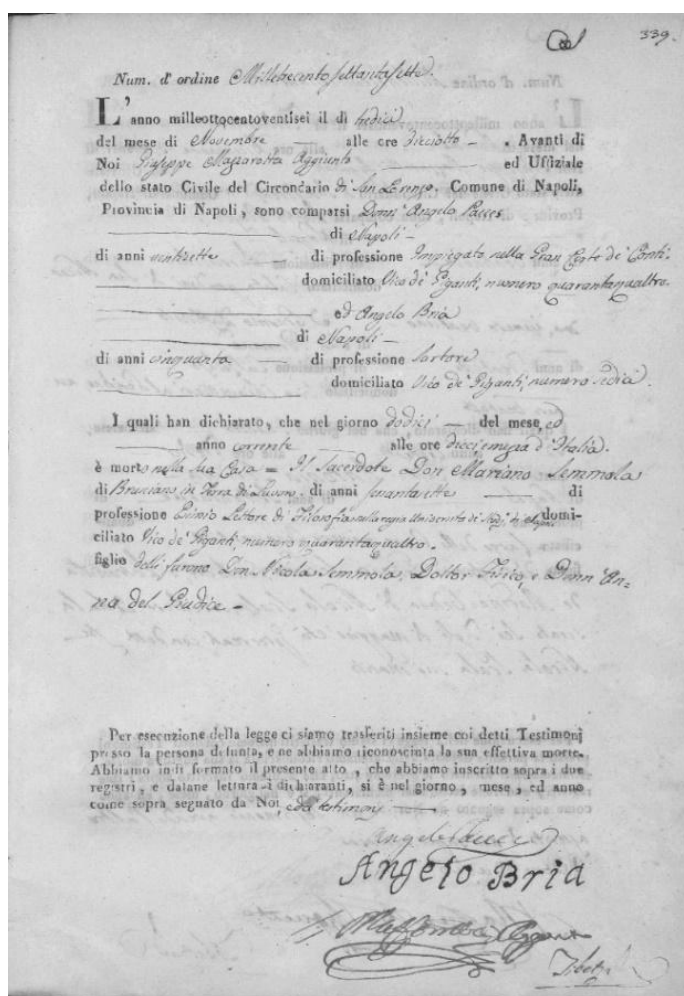 339.
Num. d' ordine Milletrecentosettantasette.
L' anno milleottocentoventisei il di tredici
del mese di Novembre alle ore dieciotto . Avanti di
Noi Giuseppe Mazzarotta Aggiunto ed Uffiziale
dello stato Civile del Circondario di San Lorenzo, Comune di Napoli,
Provincia di Napoli, sono comparsi Donn' Angelo Pacces
di Napoli
di anni ventisette di professione Impiegato nella Gran Corte de' Conti.
domiciliato Vico de' Giganti, numero quarantaquattro.
ed Angelo Bria
di Napoli
di anni cinquanta di professione Sartore
domiciliato Vico de' Giganti, numero sedici.
I quali han dichiarato, che nel giorno dodici del mese, ed
anno corrente alle ore dieci e mezza d' Italia.
è morto nella sua Casa = Il Sacerdote Don Mariano Semmola
di Brusciano in Terra di Lavoro. di anni di
professione Primo Lettore di Filosofia nella regia Università di Studj di Napoli domi-
ciliato Vico de' Giganti, numero quarantaquattro.
figlio delli furono Don Nicola Semmola, Dottor Fisico, e Donn' An=
na del Giudice
Per esecuzione della legge ci siamo trasferiti insieme coi detti Testimonj
presso la persona difunta, e ne abbiamo riconosciuta la sua effettiva morte.
Abbiamo indi formato il presente atto, che abbiamo inscritto sopra i due
registri, e datane lettura ai dichiaranti, si è nel giorno, mese, ed anno
come sopra segnato da Noi, e da' testimonj
Angelo Pacces
Angelo Bria
Aggiunto